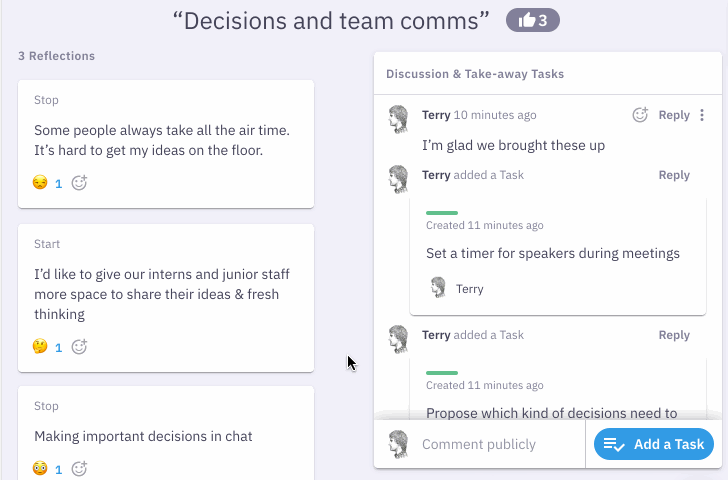 “Decisions and team comms” 3
3 Reflections
Stop
Some people always take all the air time.
It’s hard to get my ideas on the floor.
1
Start
I’d like to give our interns and junior staff
more space to share their ideas & fresh
thinking
1
Stop
Making important decisions in chat
1
Discussion & Take-away Tasks
Terry 10 minutes ago Reply
I’m glad we brought these up
Terry added a Task Reply
Created 11 minutes ago
Set a timer for speakers during meetings
Terry
Terry added a Task Reply
Created 11 minutes ago
Propose which kind of decisions need to
Comment publicly Add a Task